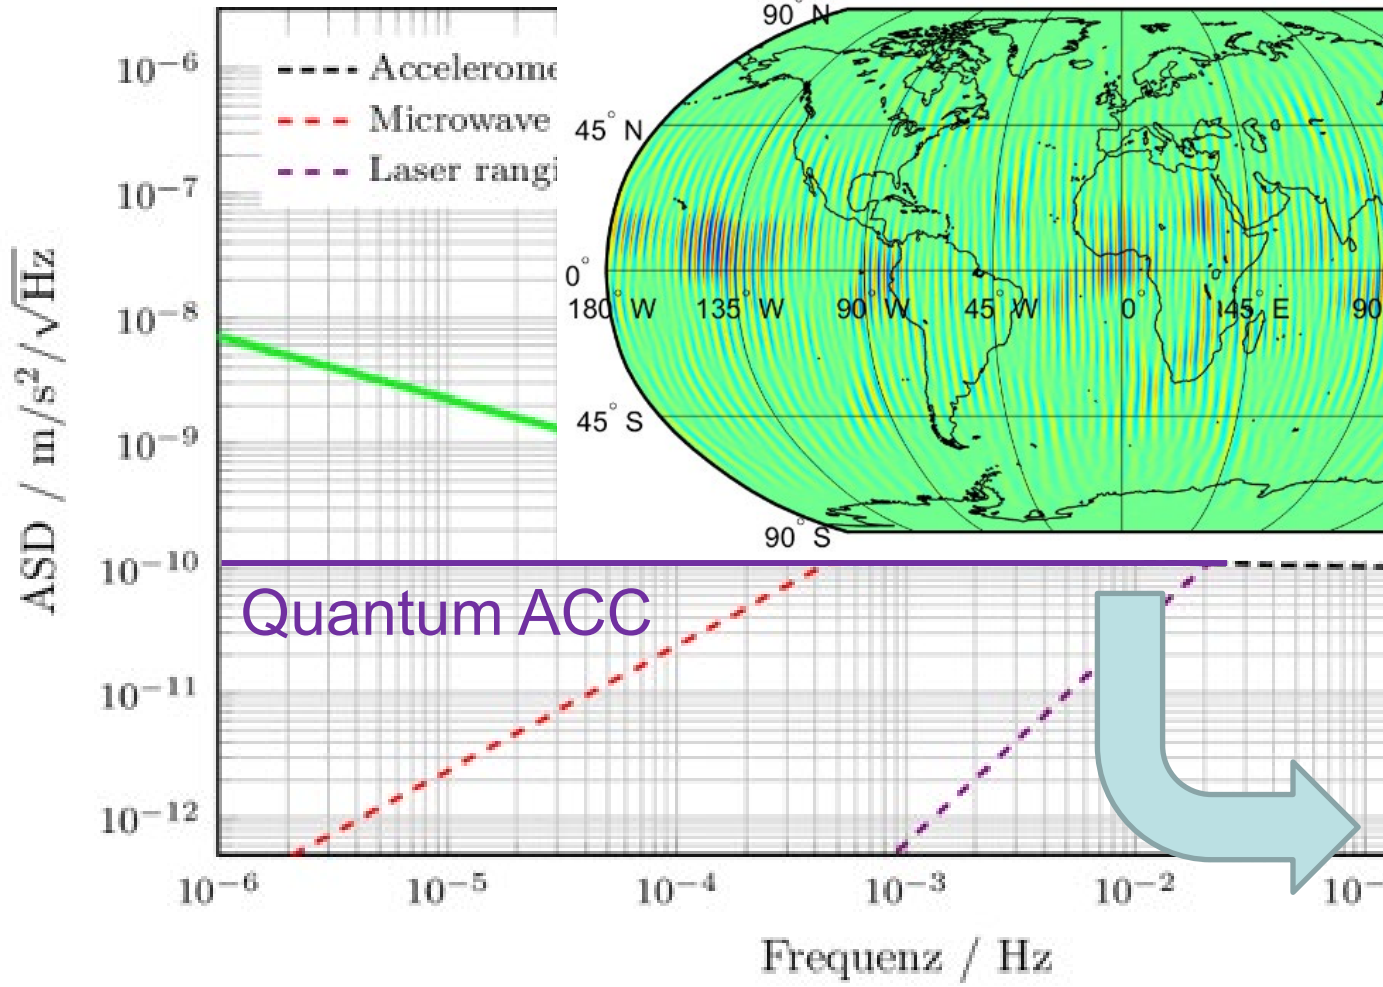 ASD / m/s²/√Hz
10⁻⁶
10⁻⁷
10⁻⁸
10⁻⁹
10⁻¹⁰
10⁻¹¹
10⁻¹²
Accelerome
Microwave
Laser rangi
90° N
45° N
0°
180° W 135° W 90° W 45° W 0° 45° E 90
45° S
90° S
Quantum ACC
10⁻⁶ 10⁻⁵ 10⁻⁴ 10⁻³ 10⁻² 10⁻
Frequenz / Hz